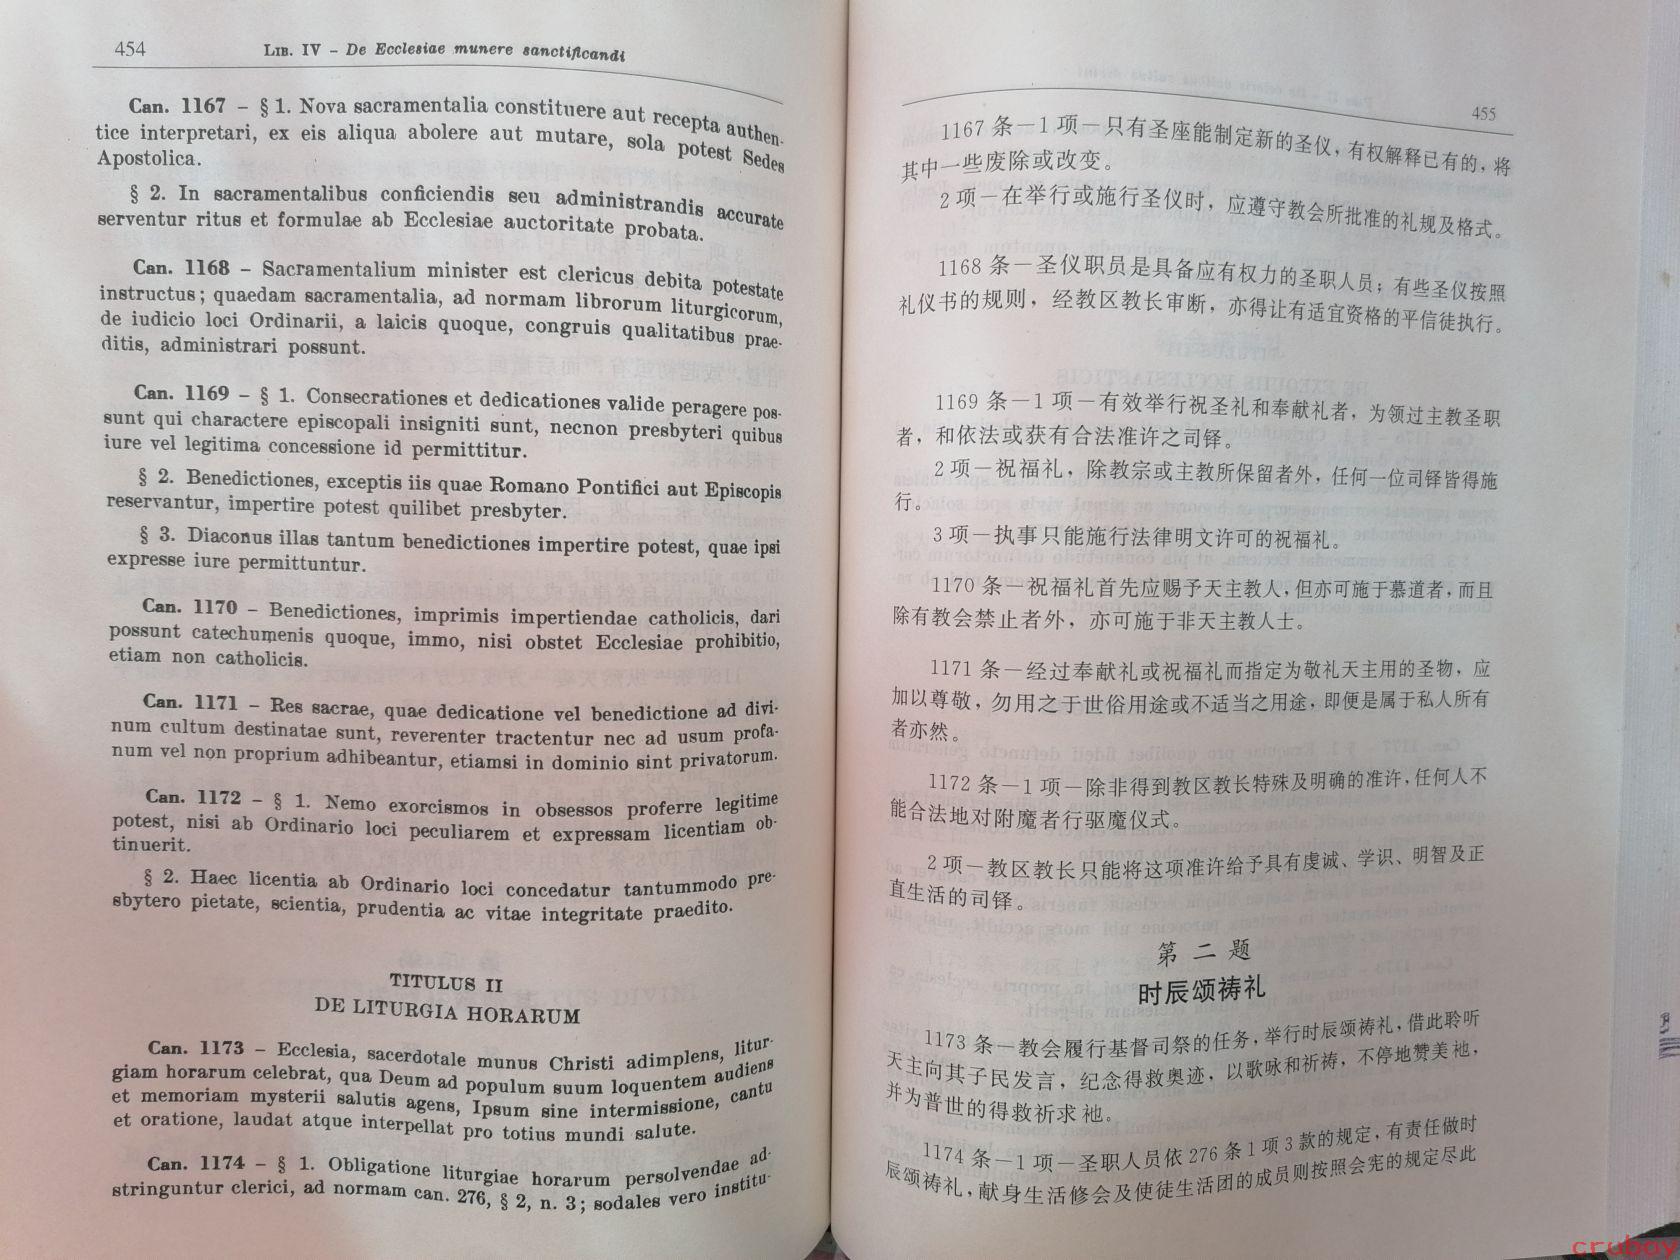 454
LIB. IV – De Ecclesiae munere sanctificandi
Can. 1167 – § 1. Nova sacramentalia constituere aut recepta authen-
tice interpretari, ex eis aliqua abolere aut mutare, sola potest Sedes
Apostolica.
§ 2. In sacramentalibus conficiendis seu administrandis accurate
serventur ritus et formulae ab Ecclesiae auctoritate probata.
Can. 1168 – Sacramentalium minister est clericus debita potestate
instructus; quaedam sacramentalia, ad normam librorum liturgicorum,
de iudicio loci Ordinarii, a laicis quoque, congruis qualitatibus prae-
ditis, administrari possunt.
Can. 1169 – § 1. Consecrationes et dedicationes valide peragere pos-
sunt qui charactere episcopali insigniti sunt, necnon presbyteri quibus
iure vel legitima concessione id permittitur.
§ 2. Benedictiones, exceptis iis quae Romano Pontifici aut Episcopis
reservantur, impertire potest quilibet presbyter.
§ 3. Diaconus illas tantum benedictiones impertire potest, quae ipsi
expresse iure permittuntur.
Can. 1170 – Benedictiones, imprimis impertiendae catholicis, dari
possunt catechumenis quoque, immo, nisi obstet Ecclesiae prohibitio,
etiam non catholicis.
Can. 1171 – Res sacrae, quae dedicatione vel benedictione ad divi-
num cultum destinatae sunt, reverenter tractentur nec ad usum profa-
num vel non proprium adhibeantur, etiamsi in dominio sint privatorum.
Can. 1172 – § 1. Nemo exorcismos in obsessos proferre legitime
potest, nisi ab Ordinario loci peculiarem et expressam licentiam ob-
tinuerit.
§ 2. Haec licentia ab Ordinario loci concedatur tantummodo pre-
sbytero pietate, scientia, prudentia ac vitae integritate praedito.
TITULUS II
DE LITURGIA HORARUM
Can. 1173 – Ecclesia, sacerdotale munus Christi adimplens, litur-
giam horarum celebrat, qua Deum ad populum suum loquentem audiens
et memoriam mysterii salutis agens, Ipsum sine intermissione, cantu
et oratione, laudat atque interpellat pro totius mundi salute.
Can. 1174 – § 1. Obligatione liturgiae horarum persolvendae ad-
stringuntur clerici, ad normam can. 276, § 2, n. 3; sodales vero institu-
455
1167 条－1 项－只有圣座能制定新的圣仪，有权解释已有的，将
其中一些废除或改变。
2 项－在举行或施行圣仪时，应遵守教会所批准的礼规及格式。
1168 条－圣仪职员是具备应有权力的圣职人员；有些圣仪按照
礼仪书的规则，经教区教长审断，亦得让有适宜资格的平信徒执行。
1169 条－1 项－有效举行祝圣礼和奉献礼者，为领过主教圣职
者，和依法或获有合法准许之司铎。
2 项－祝福礼，除教宗或主教所保留者外，任何一位司铎皆得施
行。
3 项－执事只能施行法律明文许可的祝福礼。
1170 条－祝福礼首先应赐予天主教人，但亦可施于慕道者，而且
除有教会禁止者外，亦可施于非天主教人士。
1171 条－经过奉献礼或祝福礼而指定为敬礼天主用的圣物，应
加以尊敬，勿用之于世俗用途或不适当之用途，即便是属于私人所有
者亦然。
1172 条－1 项－除非得到教区教长特殊及明确的准许，任何人不
能合法地对附魔者行驱魔仪式。
2 项－教区教长只能将这项准许给予具有虔诚、学识、明智及正
直生活的司铎。
第 二 题
时辰颂祷礼
1173 条－教会履行基督司祭的任务，举行时辰颂祷礼，借此聆听
天主向其子民发言，纪念得救奥迹，以歌咏和祈祷，不停地赞美祂，
并为普世的得救祈求祂。
1174 条－1 项－圣职人员依 276 条 1 项 3 款的规定，有责任做时
辰颂祷礼，献身生活修会及使徒生活团的成员则按照会宪的规定尽此
crubay